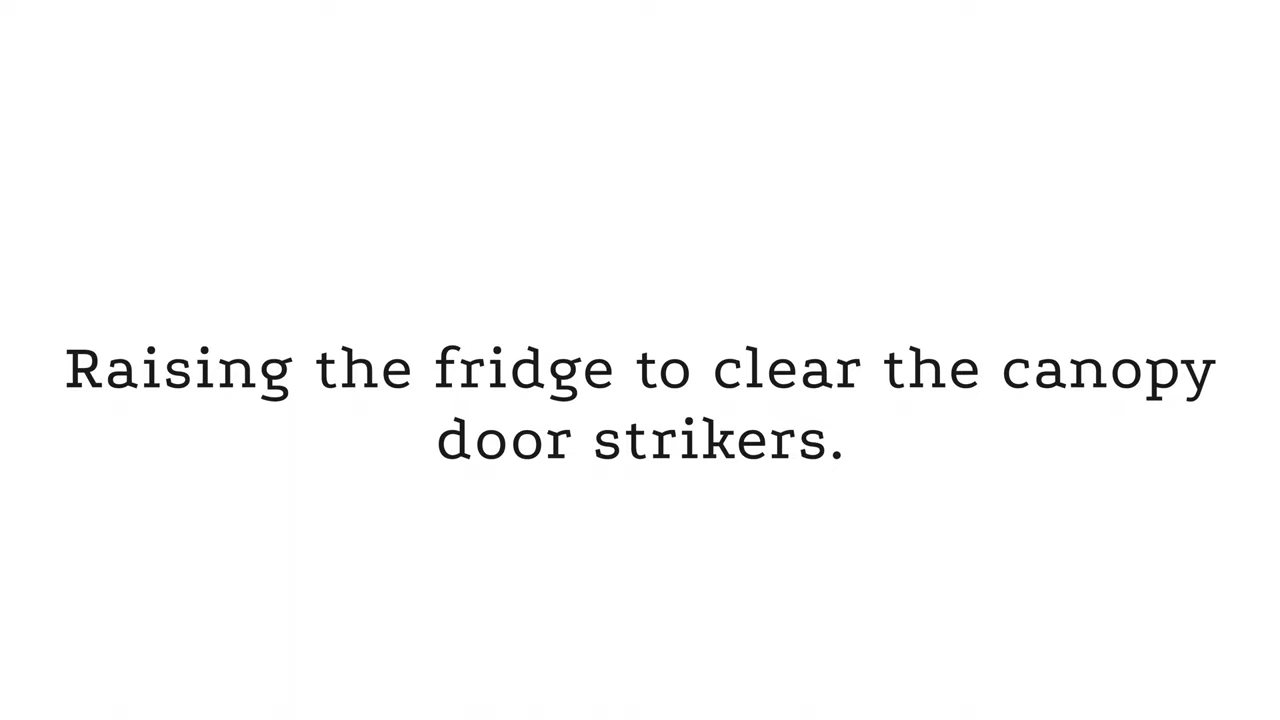 Raising the fridge to clear the canopy
door strikers.